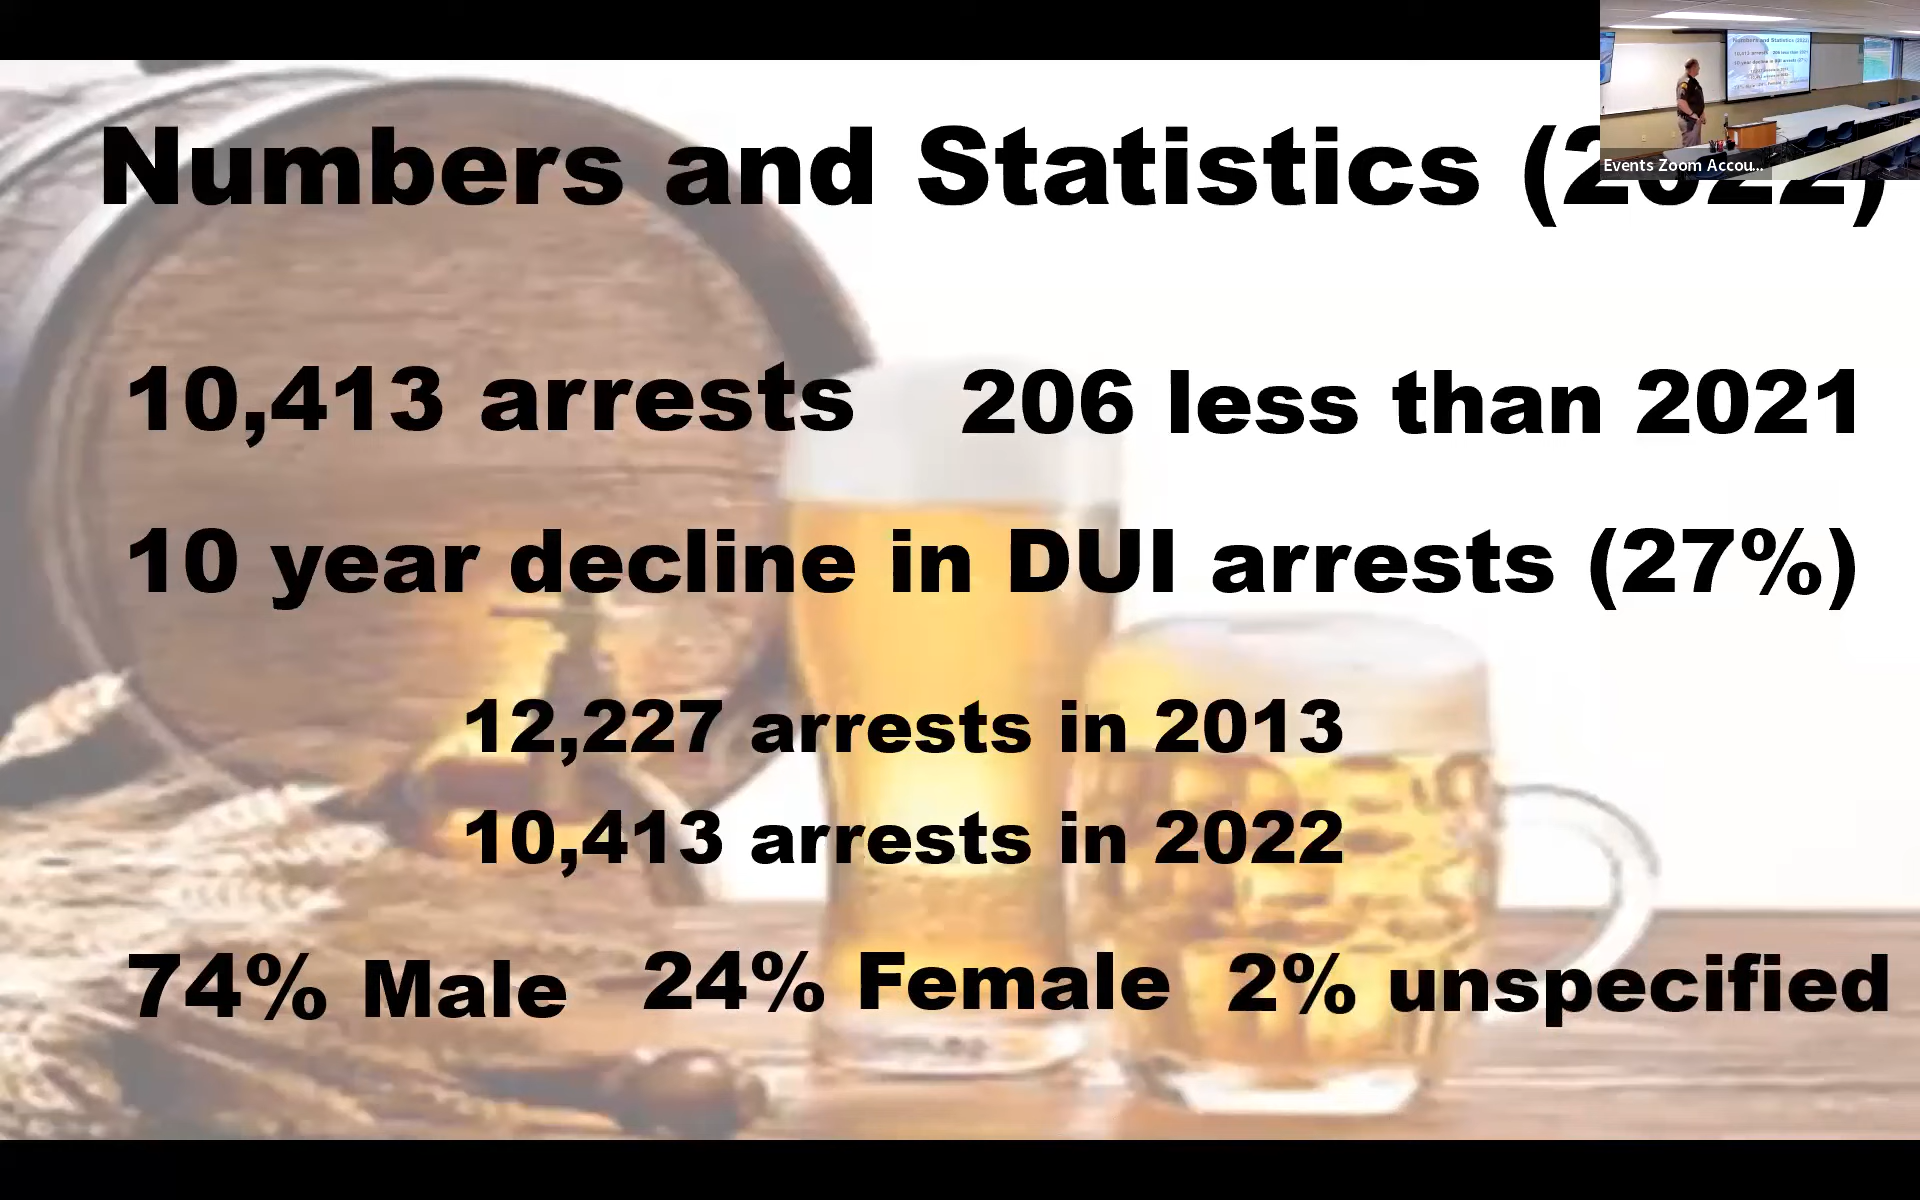 Numbers and Statistics (2022)
Events Zoom Accou...
10,413 arrests 206 less than 2021
10 year decline in DUI arrests (27%)
12,227 arrests in 2013
10,413 arrests in 2022
74% Male 24% Female 2% unspecified